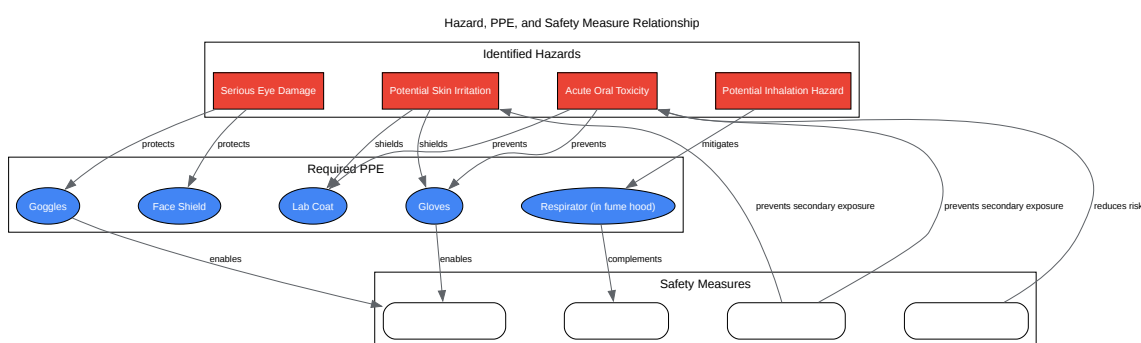 Hazard, PPE, and Safety Measure Relationship
Identified Hazards
Serious Eye Damage
Potential Skin Irritation
Acute Oral Toxicity
Potential Inhalation Hazard
protects
protects
shields
shields
prevents
prevents
mitigates
Required PPE
Goggles
Face Shield
Lab Coat
Gloves
Respirator (in fume hood)
prevents secondary exposure
prevents secondary exposure
reduces risk
enables
enables
complements
Safety Measures